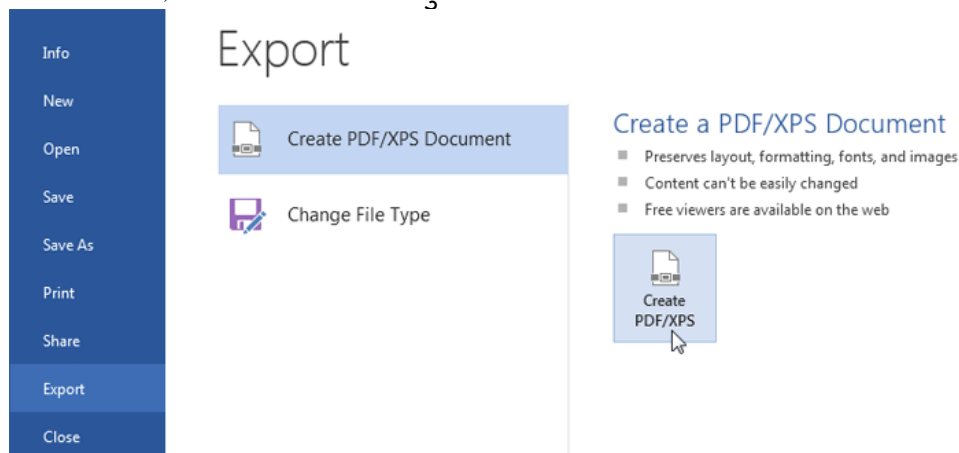 Export
Info
New
Open
Save
Save As
Print
Share
Export
Close
Create PDF/XPS Document
Change File Type
Create a PDF/XPS Document
Preserves layout, formatting, fonts, and images
Content can't be easily changed
Free viewers are available on the web
Create
PDF/XPS